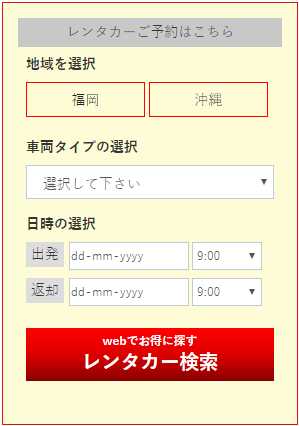 レンタカーご予約はこちら
地域を選択
福岡 沖縄
車両タイプの選択
選択して下さい ▼
日時の選択
出発 dd-mm-yyyy 9:00 ▼
返却 dd-mm-yyyy 9:00 ▼
webでお得に探す
レンタカー検索